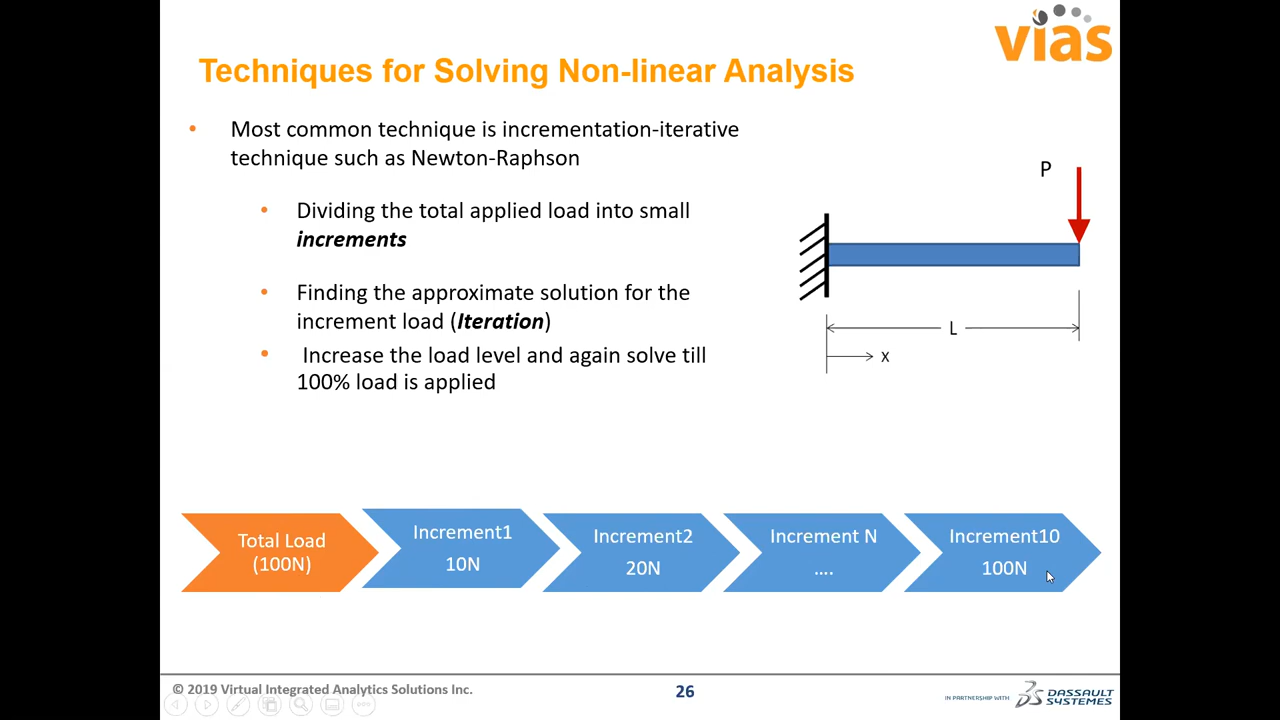 vias
Techniques for Solving Non-linear Analysis
• Most common technique is incrementation-iterative
technique such as Newton-Raphson
• Dividing the total applied load into small
increments
• Finding the approximate solution for the
increment load (Iteration)
• Increase the load level and again solve till
100% load is applied
P
L
x
Total Load
(100N)
Increment1
10N
Increment2
20N
Increment N
....
Increment10
100N
© 2019 Virtual Integrated Analytics Solutions Inc.
26
IN PARTNERSHIP WITH
DASSAULT
SYSTEMES